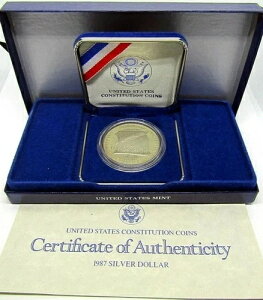 UNITED STATES
CONSTITUTION COINS
UNITED STATES MINT
UNITED STATES CONSTITUTION COINS
Certificate of Authenticity
1987 SILVER DOLLAR